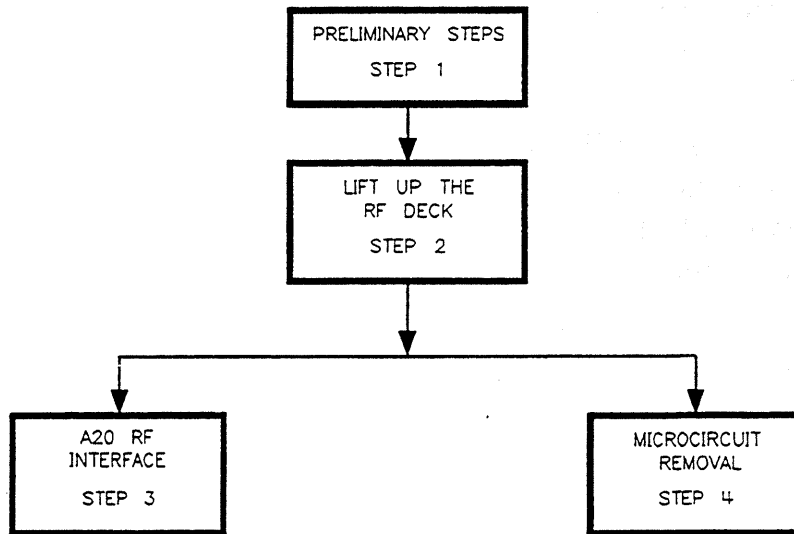 PRELIMINARY STEPS
STEP 1
LIFT UP THE
RF DECK
STEP 2
A20 RF
INTERFACE
STEP 3
MICROCIRCUIT
REMOVAL
STEP 4